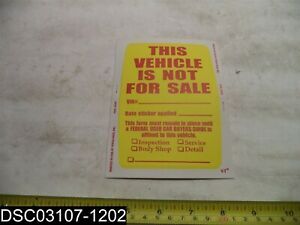 THIS
VEHICLE
IS NOT
FOR SALE
VIN:
Date sticker applied
This form must remain in place until
a FEDERAL USED CAR BUYERS GUIDE is
affixed to this vehicle.
Inspection
Service
Body Shop
Detail
DSC03107-1202